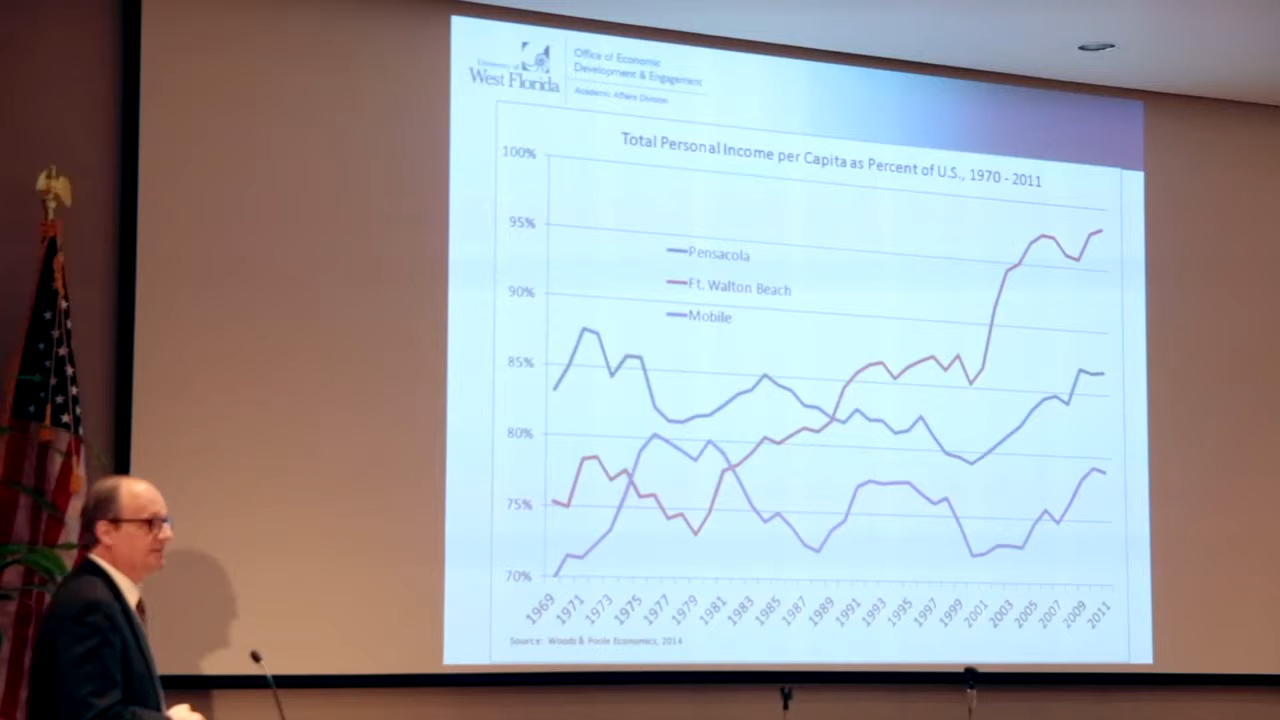 University of
West Florida
Office of Economic
Development & Engagement
Academic Affairs Division
Total Personal Income per Capita as Percent of U.S., 1970 - 2011
100%
95%
90%
85%
80%
75%
70%
Pensacola
Ft. Walton Beach
Mobile
1969 1971 1973 1975 1977 1979 1981 1983 1985 1987 1989 1991 1993 1995 1997 1999 2001 2003 2005 2007 2009 2011
Source: Woods & Poole Economics, 2014